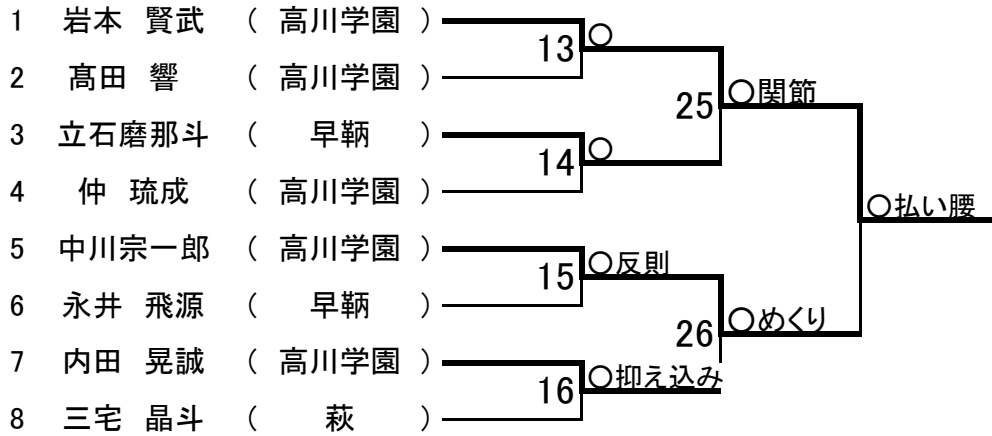 1 岩本 賢武 （ 高川学園 ）
13 ○
2 髙田 響 （ 高川学園 ）
25 ○関節
3 立石磨那斗 （ 早鞆 ）
14 ○
4 仲 琉成 （ 高川学園 ）
○払い腰
5 中川宗一郎 （ 高川学園 ）
15 ○反則
6 永井 飛源 （ 早鞆 ）
26 ○めくり
7 内田 晃誠 （ 高川学園 ）
16 ○抑え込み
8 三宅 晶斗 （ 萩 ）